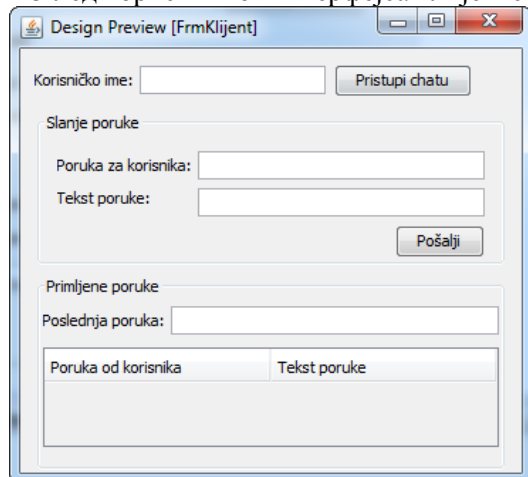 Design Preview [FrmKlijent]
Korisničko ime:
Pristupi chatu
Slanje poruke
Poruka za korisnika:
Tekst poruke:
Pošalji
Primljene poruke
Poslednja poruka:
Poruka od korisnika Tekst poruke